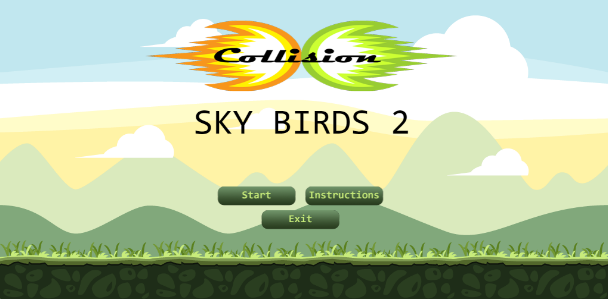 Collision
SKY BIRDS 2
Start Instructions
Exit